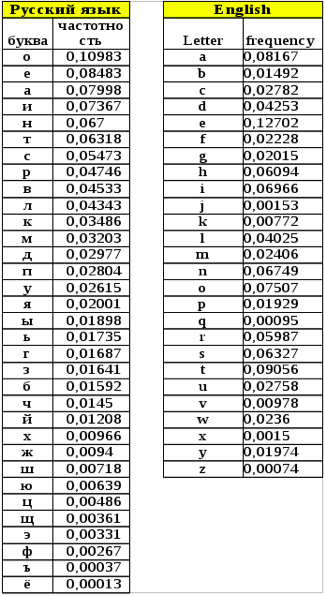 Русский язык
буква частотность
о 0,10983
е 0,08483
а 0,07998
и 0,07367
н 0,067
т 0,06318
с 0,05473
р 0,04746
в 0,04533
л 0,04343
к 0,03486
м 0,03203
д 0,02977
п 0,02804
у 0,02615
я 0,02001
ы 0,01898
ь 0,01735
г 0,01687
з 0,01641
б 0,01592
ч 0,0145
й 0,01208
х 0,00966
ж 0,0094
ш 0,00718
ю 0,00639
ц 0,00486
щ 0,00361
э 0,00331
ф 0,00267
ъ 0,00037
ё 0,00013
English
Letter frequency
a 0,08167
b 0,01492
c 0,02782
d 0,04253
e 0,12702
f 0,02228
g 0,02015
h 0,06094
i 0,06966
j 0,00153
k 0,00772
l 0,04025
m 0,02406
n 0,06749
o 0,07507
p 0,01929
q 0,00095
r 0,05987
s 0,06327
t 0,09056
u 0,02758
v 0,00978
w 0,0236
x 0,0015
y 0,01974
z 0,00074